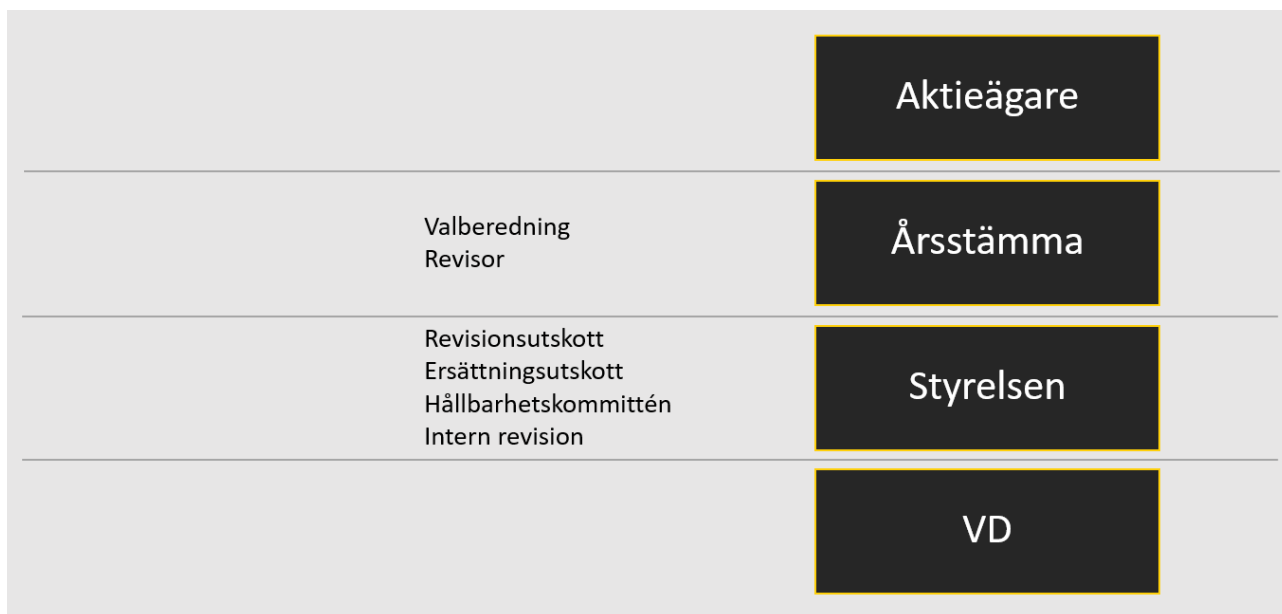 Aktieägare
Valberedning
Revisor
Årsstämma
Revisionsutskott
Ersättningsutskott
Hållbarhetskommittén
Intern revision
Styrelsen
VD